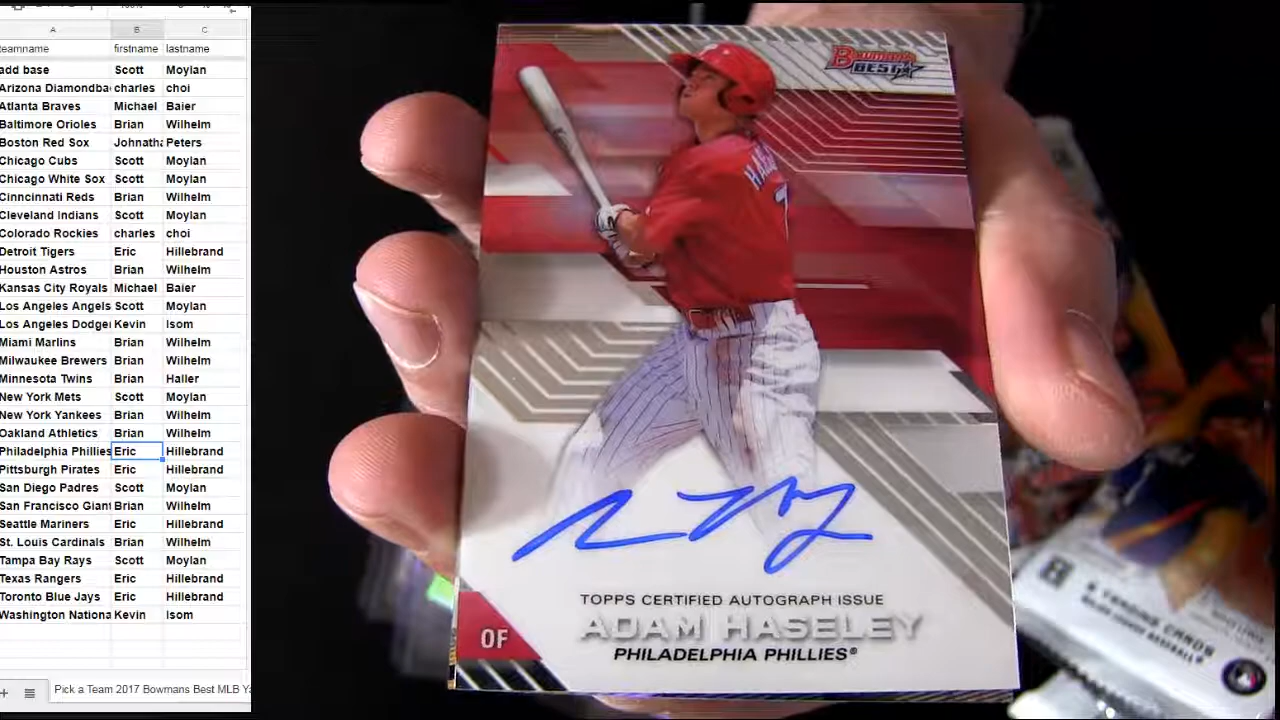 A B C
teamname firstname lastname
add base Scott Moylan
Arizona Diamondba charles choi
Atlanta Braves Michael Baier
Baltimore Orioles Brian Wilhelm
Boston Red Sox Johnatha Peters
Chicago Cubs Scott Moylan
Chicago White Sox Scott Moylan
Cinncinnati Reds Brian Wilhelm
Cleveland Indians Scott Moylan
Colorado Rockies charles choi
Detroit Tigers Eric Hillebrand
Houston Astros Brian Wilhelm
Kansas City Royals Michael Baier
Los Angeles Angels Scott Moylan
Los Angeles Dodger Kevin Isom
Miami Marlins Brian Wilhelm
Milwaukee Brewers Brian Wilhelm
Minnesota Twins Brian Haller
New York Mets Scott Moylan
New York Yankees Brian Wilhelm
Oakland Athletics Brian Wilhelm
Philadelphia Phillies Eric Hillebrand
Pittsburgh Pirates Eric Hillebrand
San Diego Padres Scott Moylan
San Francisco Giant Brian Wilhelm
Seattle Mariners Eric Hillebrand
St. Louis Cardinals Brian Wilhelm
Tampa Bay Rays Scott Moylan
Texas Rangers Eric Hillebrand
Toronto Blue Jays Eric Hillebrand
Washington Nationa Kevin Isom
Pick a Team 2017 Bowmans Best MLB Ya
Bowman's
BEST
7
TOPPS CERTIFIED AUTOGRAPH ISSUE
ADAM HASELEY
OF
PHILADELPHIA PHILLIES®
TRADING CARDS
MAJOR LEAGUE BASEBALL